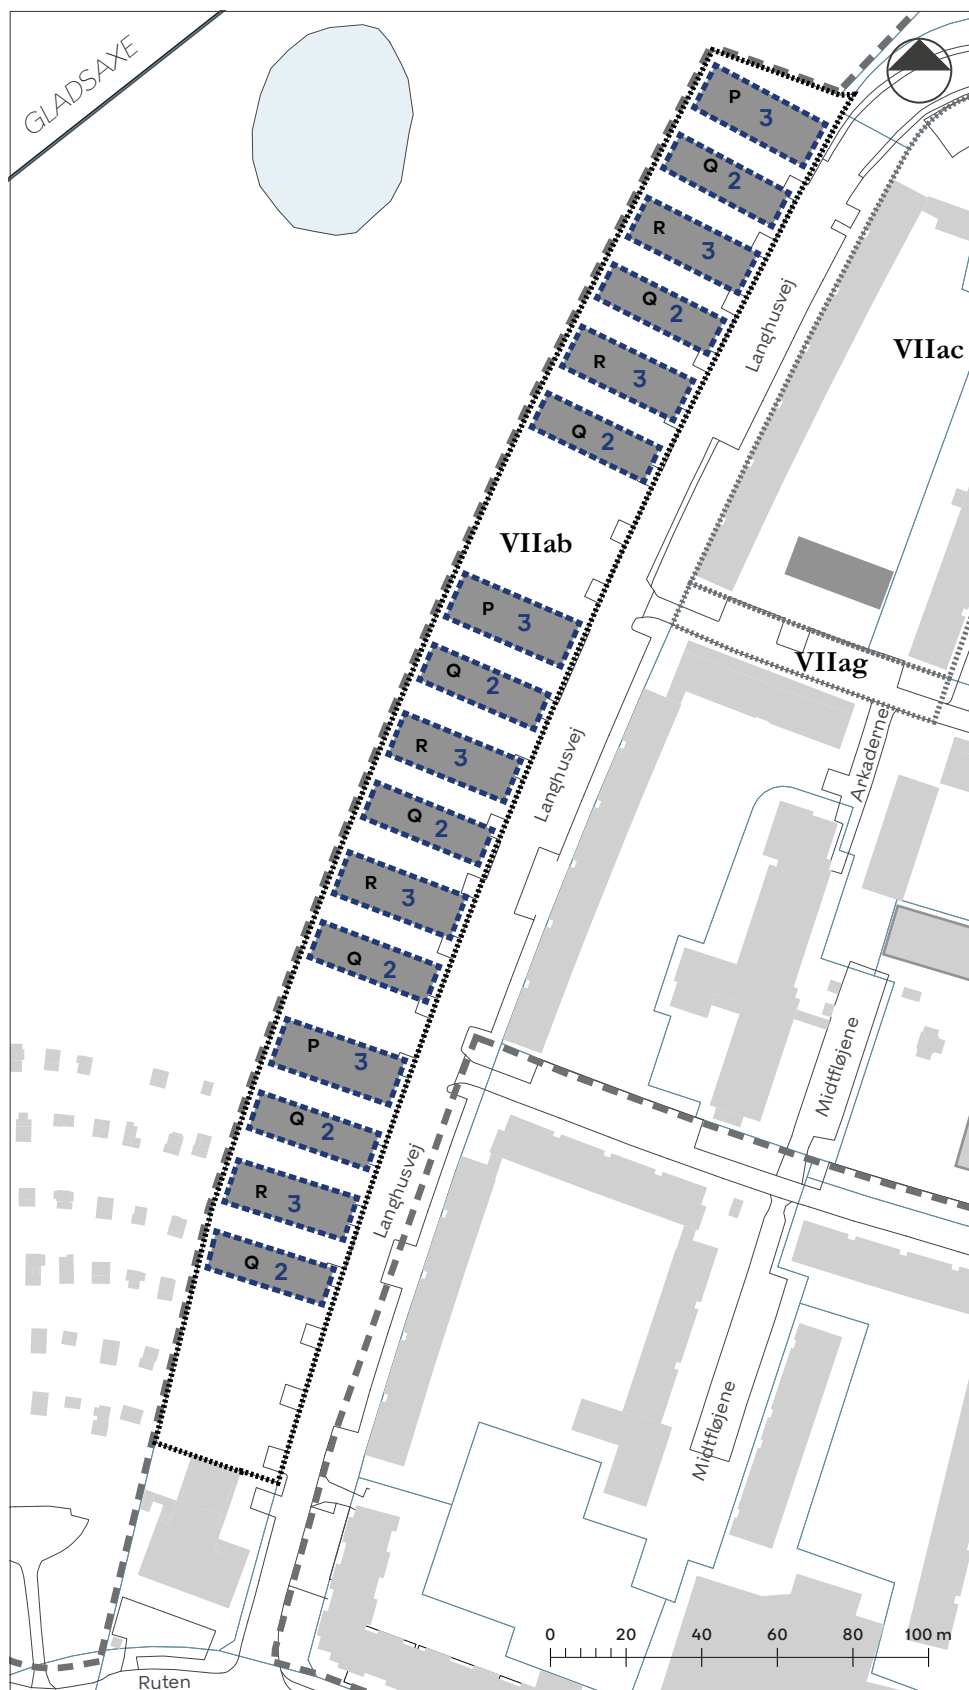 GLADSAXE
P
3
Q
2
R
3
Q
2
R
3
Q
2
Langhusvej
VIIac
VIIab
P
3
Q
2
R
3
Q
2
R
3
Q
2
VIIag
Arkaderne
Langhusvej
P
3
Q
2
R
3
Q
2
Midtfløjene
Langhusvej
Midtfløjene
Ruten
0 20 40 60 80 100 m